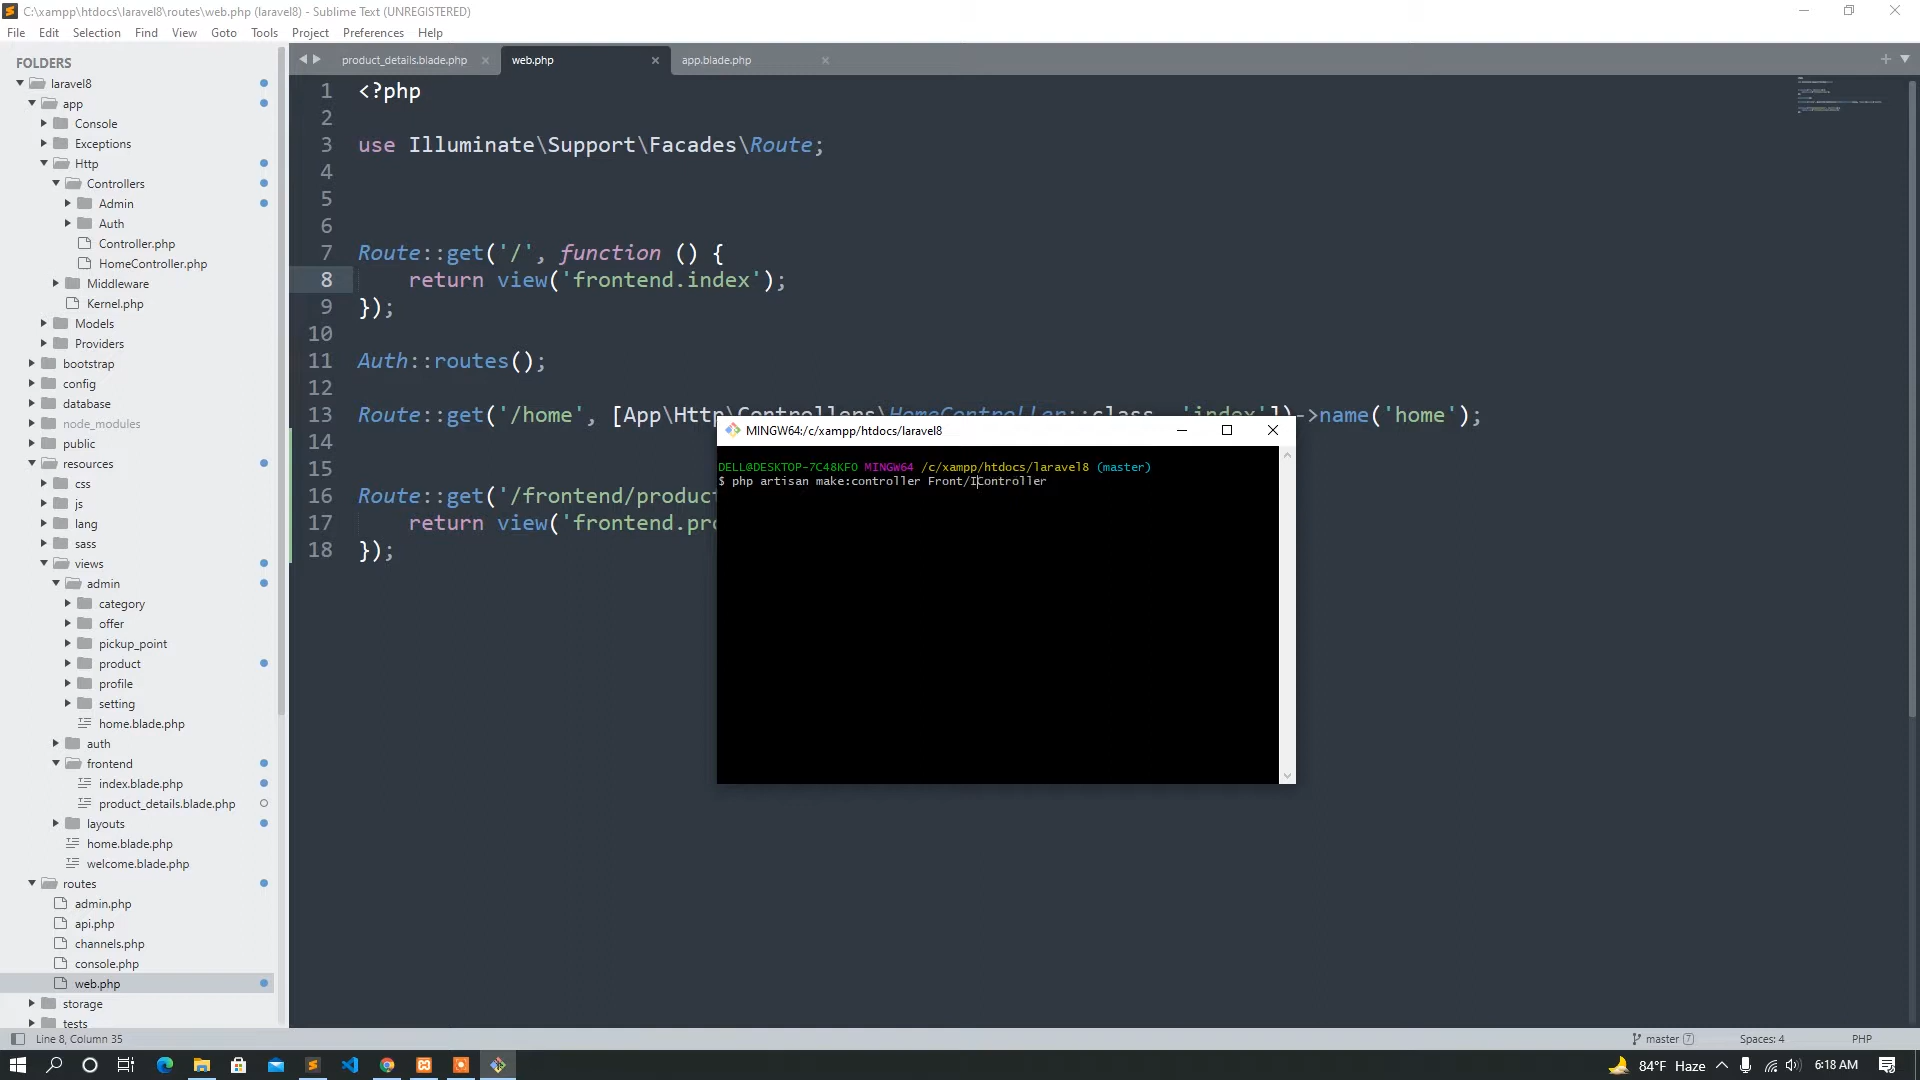 C:\xampp\htdocs\laravel8\routes\web.php (laravel8) - Sublime Text (UNREGISTERED)
File Edit Selection Find View Goto Tools Project Preferences Help
FOLDERS
laravel8
app
Console
Exceptions
Http
Controllers
Admin
Auth
Controller.php
HomeController.php
Middleware
Kernel.php
Models
Providers
bootstrap
config
database
node_modules
public
resources
css
js
lang
sass
views
admin
category
offer
pickup_point
product
profile
setting
home.blade.php
auth
frontend
index.blade.php
product_details.blade.php
layouts
home.blade.php
welcome.blade.php
routes
admin.php
api.php
channels.php
console.php
web.php
storage
tests
product_details.blade.php web.php app.blade.php
1 <?php
2
3 use Illuminate\Support\Facades\Route;
4
5
6
7 Route::get('/', function () {
8 return view('frontend.index');
9 });
10
11 Auth::routes();
12
13 Route::get('/home', [App\Http\Controllers\HomeController::class, 'index'])->name('home');
14
15
16 Route::get('/frontend/product
17 return view('frontend.pro
18 });
MINGW64:/c/xampp/htdocs/laravel8
DELL@DESKTOP-7C48KFO MINGW64 /c/xampp/htdocs/laravel8 (master)
$ php artisan make:controller Front/IController
Line 8, Column 35
master 7 Spaces: 4 PHP
84°F Haze 6:18 AM